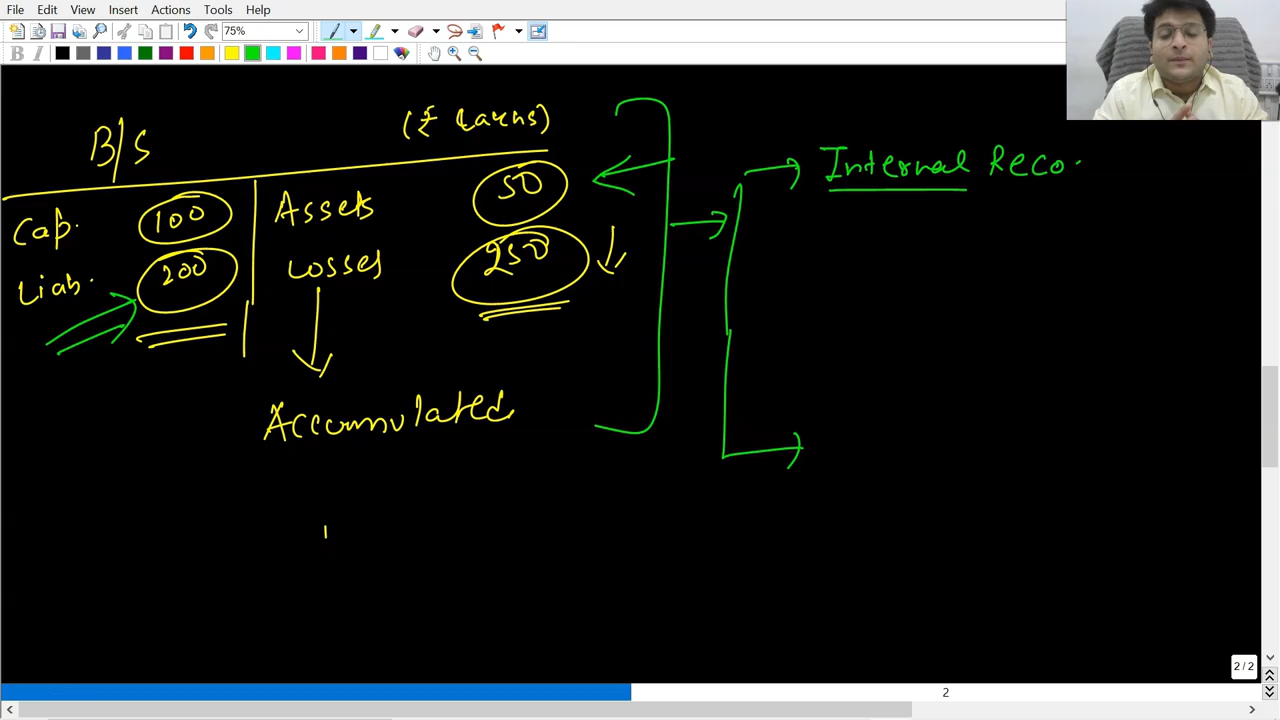 File Edit View Insert Actions Tools Help
75%
B I
B/S (₹ Larns)
Cap. 100 Assets 50
Liab. 200 Losses 250
Accumulated
Internal Reco.
2/2
2